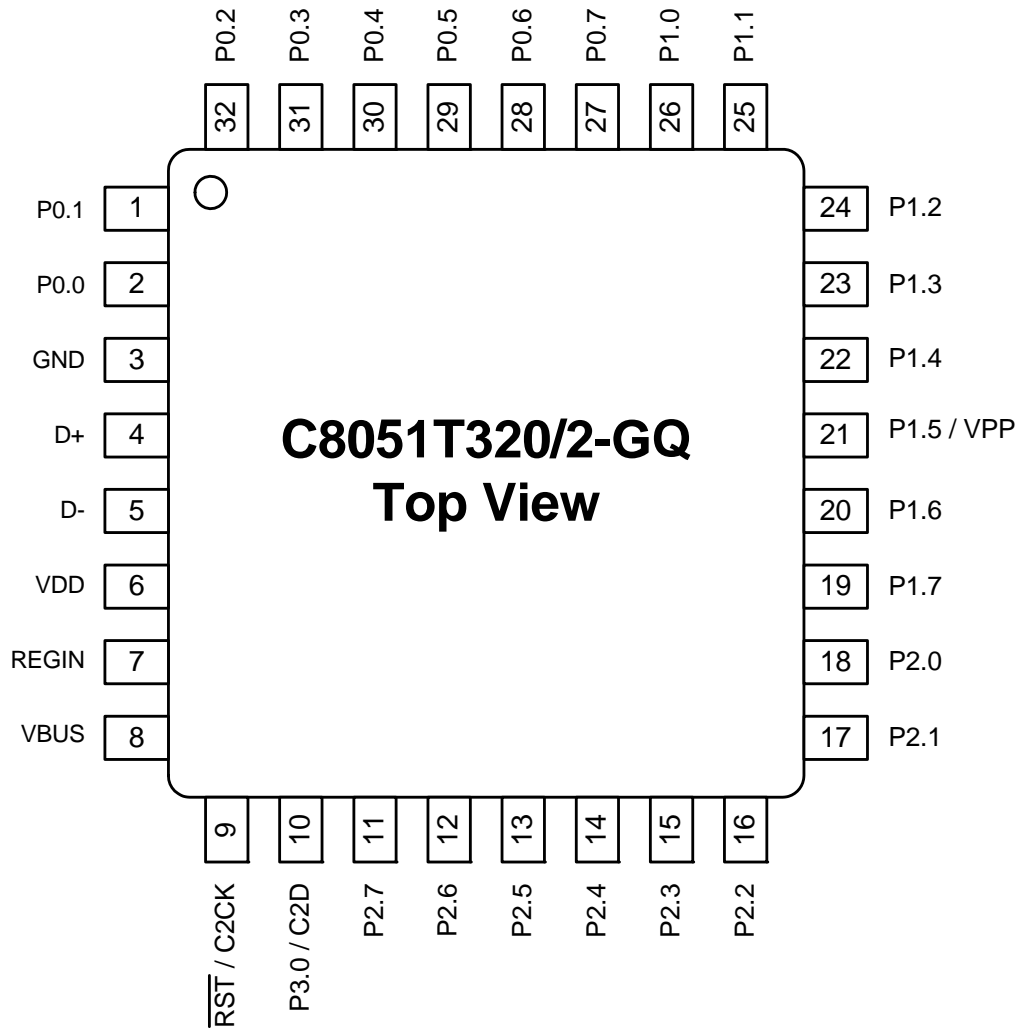 P0.2
P0.3
P0.4
P0.5
P0.6
P0.7
P1.0
P1.1
32
31
30
29
28
27
26
25
P0.1 1
P0.0 2
GND 3
D+ 4
D- 5
VDD 6
REGIN 7
VBUS 8
C8051T320/2-GQ
Top View
24 P1.2
23 P1.3
22 P1.4
21 P1.5 / VPP
20 P1.6
19 P1.7
18 P2.0
17 P2.1
9
10
11
12
13
14
15
16
R̅S̅T̅ / C2CK
P3.0 / C2D
P2.7
P2.6
P2.5
P2.4
P2.3
P2.2